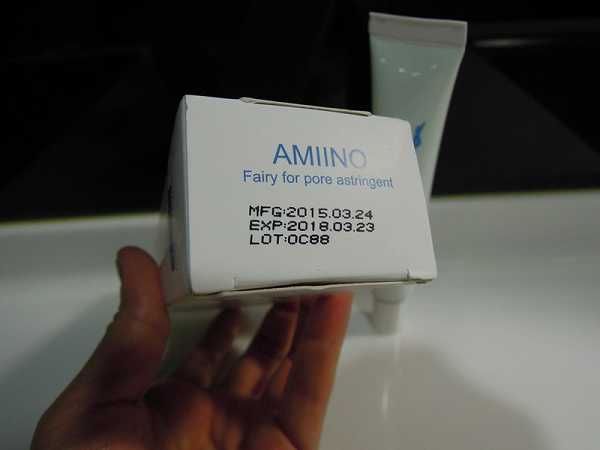 AMIINO
Fairy for pore astringent
MFG:2015.03.24
EXP:2018.03.23
LOT:0C88